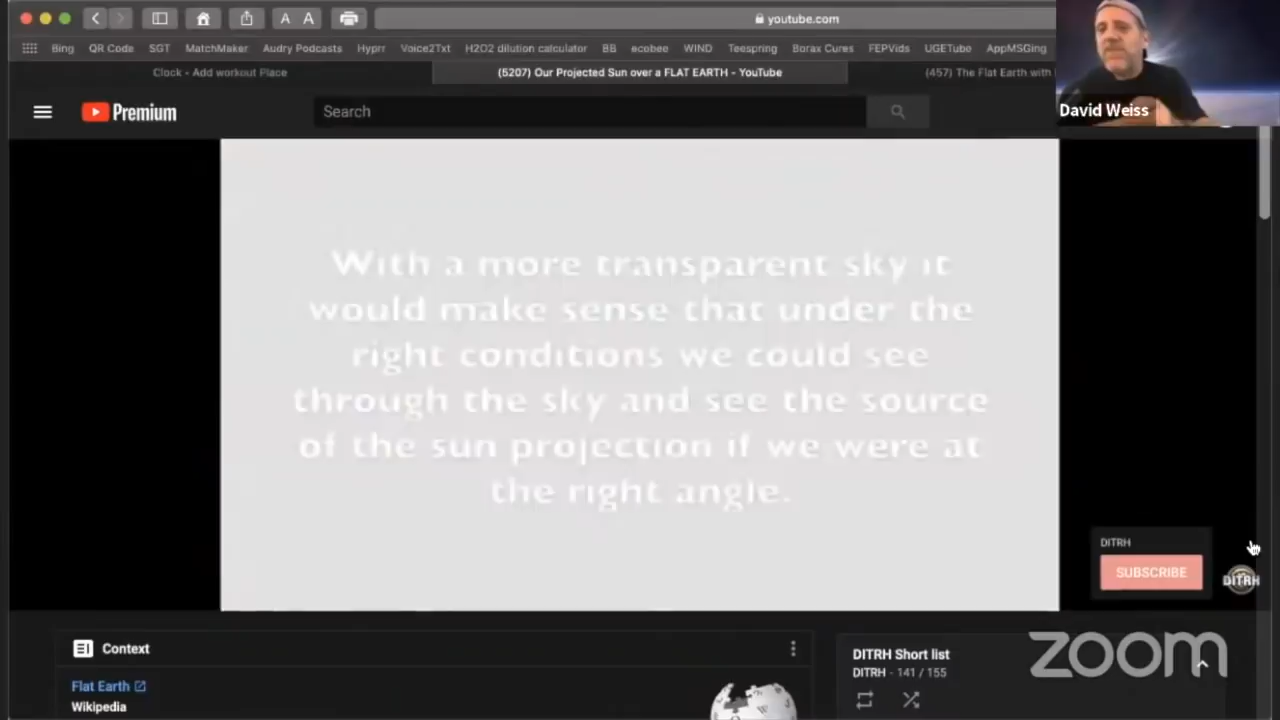 youtube.com
A A
Bing QR Code SGT MatchMaker Audry Podcasts Hyprr Voice2Txt H2O2 dilution calculator BB ecobee WIND Teespring Borax Cures FEPVids UGETube AppMSGing
Clock - Add workout Place (5207) Our Projected Sun over a FLAT EARTH - YouTube (457) The Flat Earth with
David Weiss
Premium Search
With a more transparent sky it
would make sense that under the
right conditions we could see
through the sky and see the source
of the sun projection if we were at
the right angle.
DITRH
SUBSCRIBE
DITRH
Context
Flat Earth
Wikipedia
DITRH Short list
DITRH - 141 / 155
zoom